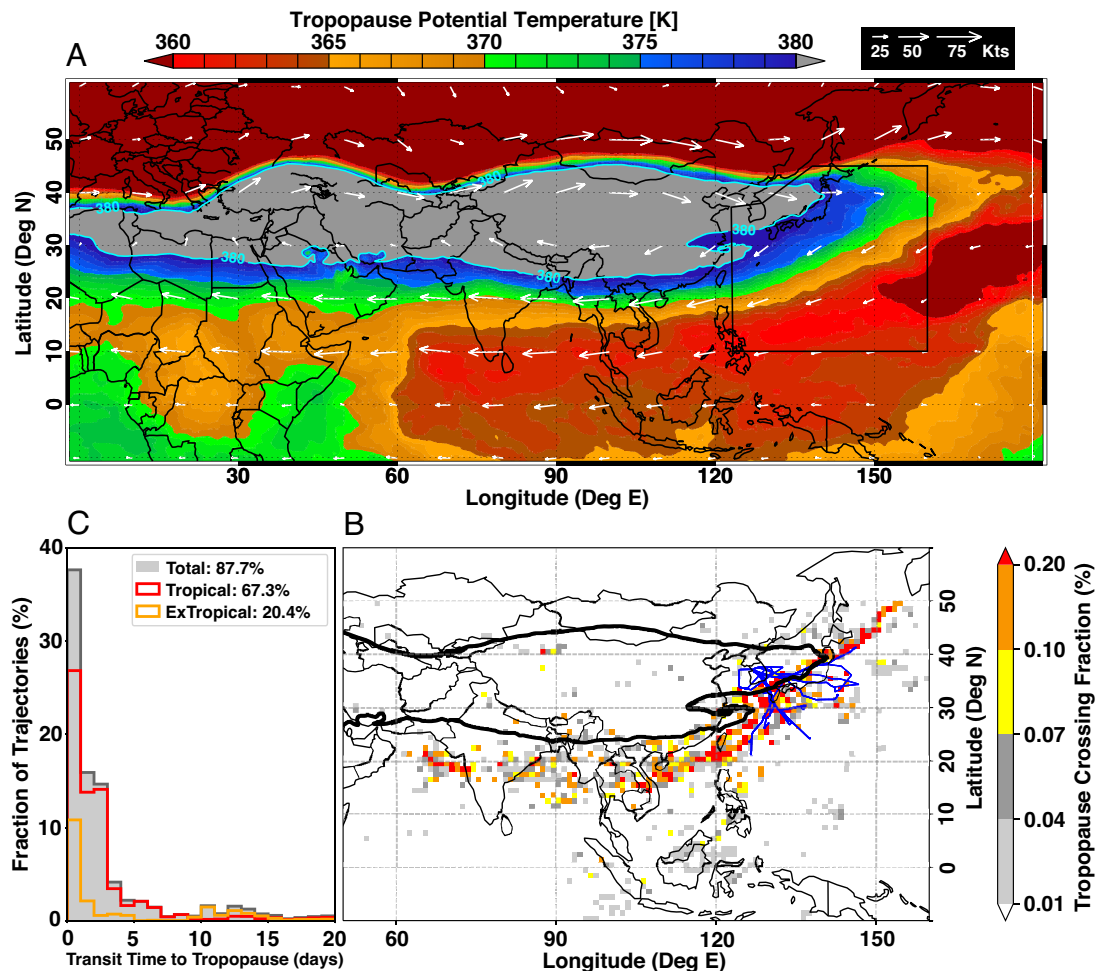 Tropopause Potential Temperature [K]
A
360 365 370 375 380
25 50 75 Kts
Latitude (Deg N)
50
40
30
20
10
0
380
380
380
380
380
30 60 90 120 150
Longitude (Deg E)
C
Fraction of Trajectories (%)
40
30
20
10
0
Total: 87.7%
Tropical: 67.3%
ExTropical: 20.4%
0 5 10 15 20
Transit Time to Tropopause (days)
B
50
40
30
20
10
0
Latitude (Deg N)
60 90 120 150
Longitude (Deg E)
0.20
0.10
0.07
0.04
0.01
Tropopause Crossing Fraction (%)